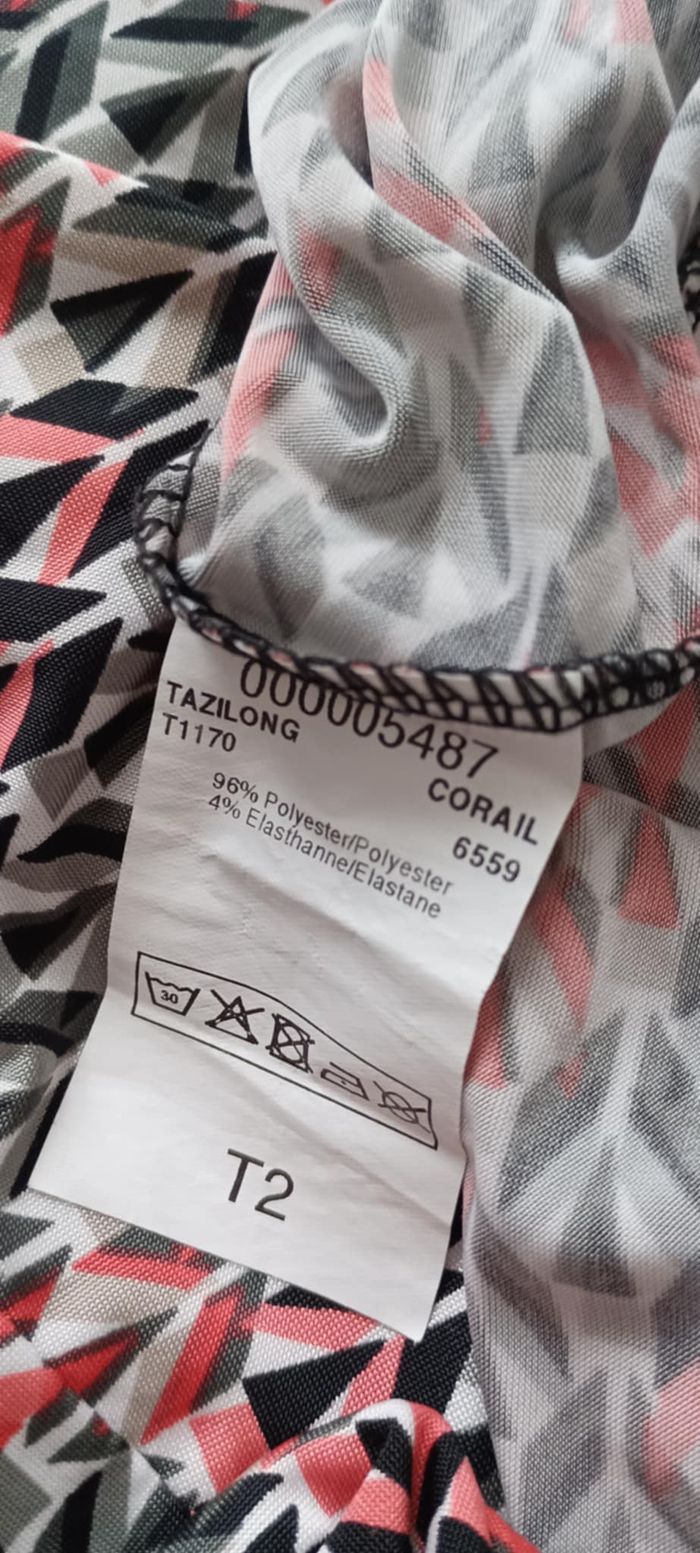 000005487
TAZILONG
T1170
CORAIL
6559
96% Polyester/Polyester
4% Elasthanne/Elastane
30
T2